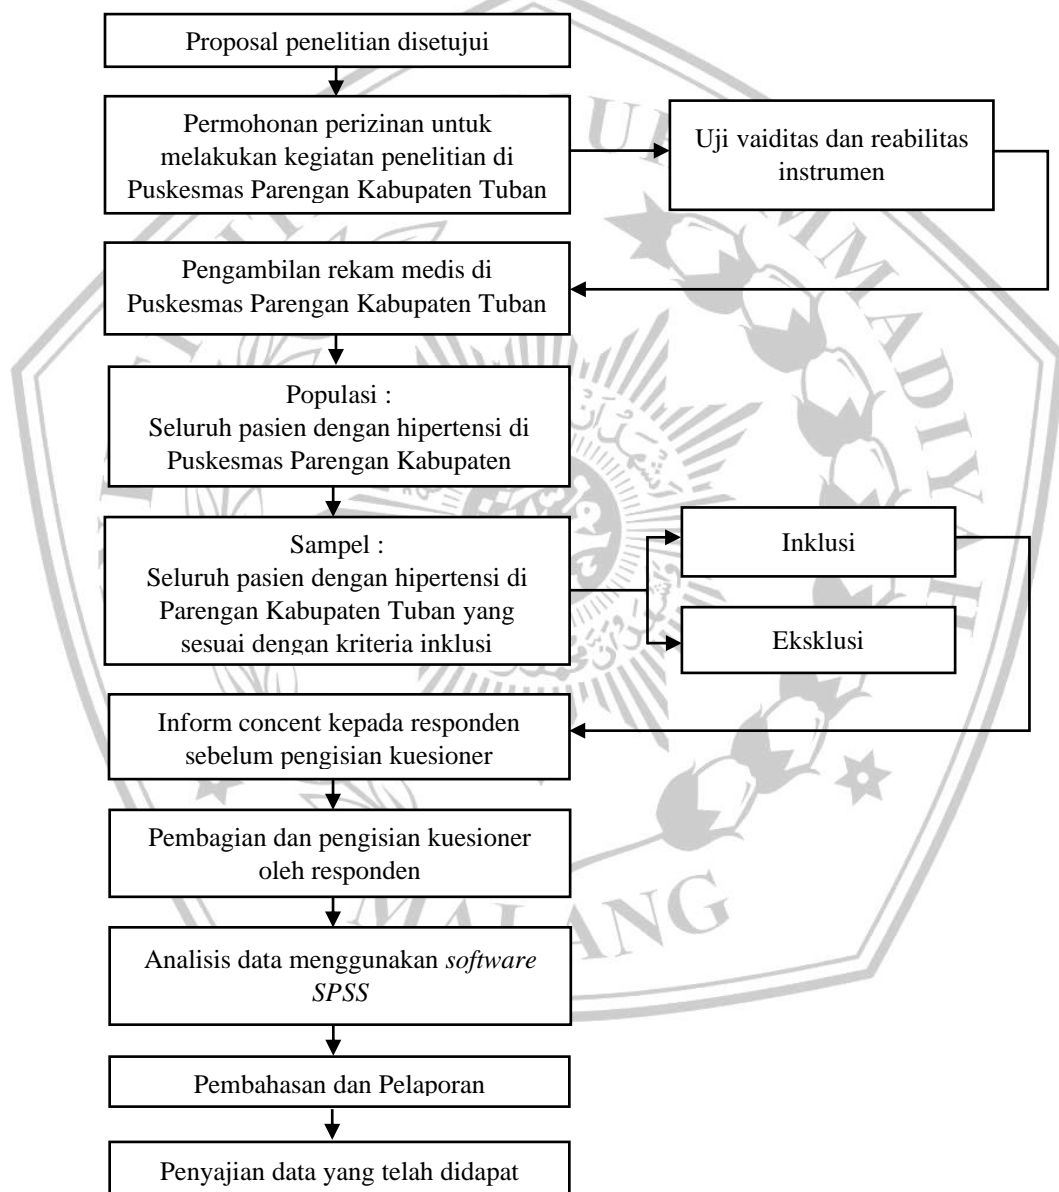 Proposal penelitian disetujui
Permohonan perizinan untuk
melakukan kegiatan penelitian di
Puskesmas Parengan Kabupaten Tuban
Uji vaiditas dan reabilitas
instrumen
Pengambilan rekam medis di
Puskesmas Parengan Kabupaten Tuban
Populasi :
Seluruh pasien dengan hipertensi di
Puskesmas Parengan Kabupaten
Sampel :
Seluruh pasien dengan hipertensi di
Parengan Kabupaten Tuban yang
sesuai dengan kriteria inklusi
Inklusi
Eksklusi
Inform concent kepada responden
sebelum pengisian kuesioner
Pembagian dan pengisian kuesioner
oleh responden
Analisis data menggunakan software
SPSS
Pembahasan dan Pelaporan
Penyajian data yang telah didapat
MALANG